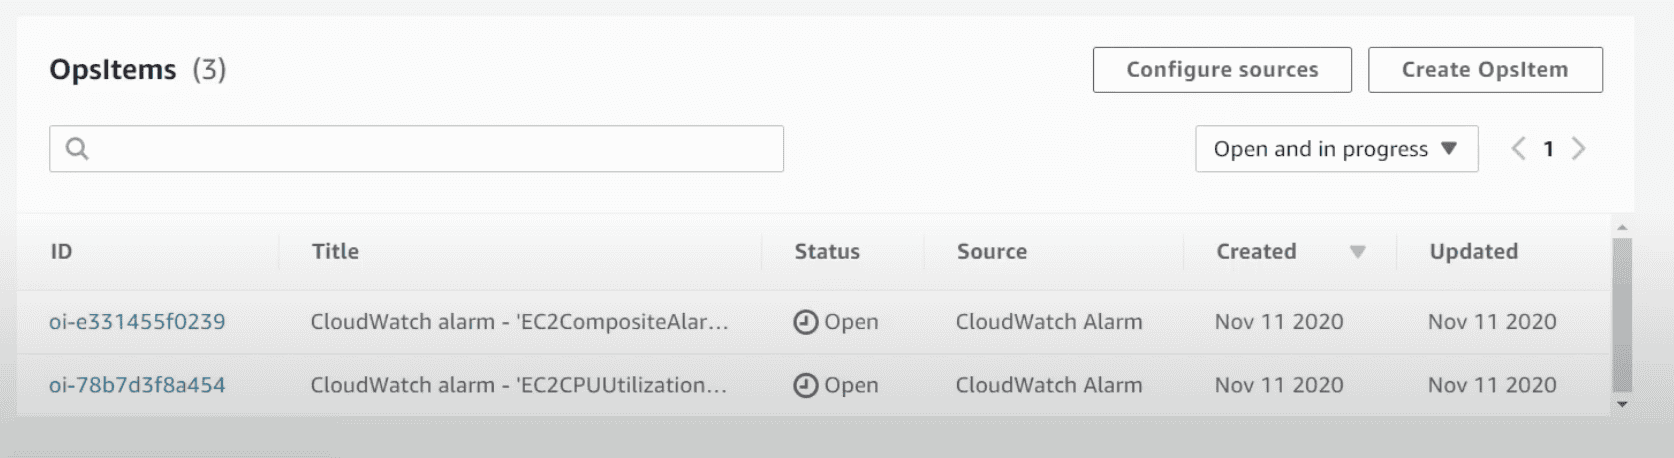 OpsItems (3)
Configure sources
Create OpsItem
Open and in progress
1
ID Title Status Source Created Updated
oi-e331455f0239 CloudWatch alarm - 'EC2CompositeAlar... Open CloudWatch Alarm Nov 11 2020 Nov 11 2020
oi-78b7d3f8a454 CloudWatch alarm - 'EC2CPUUtilization... Open CloudWatch Alarm Nov 11 2020 Nov 11 2020